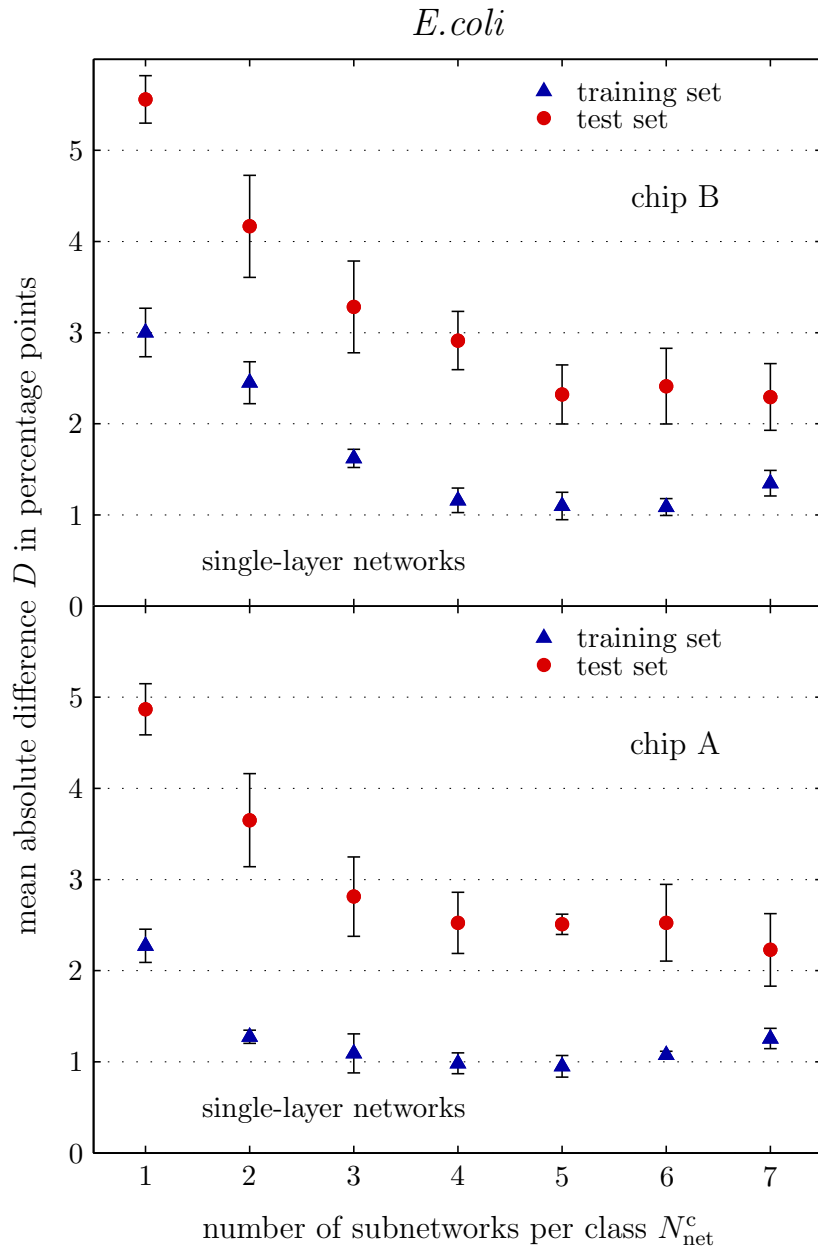 E.coli
training set
test set
5
chip B
4
3
2
1
single-layer networks
0
training set
test set
5
chip A
4
3
2
1
single-layer networks
0
1 2 3 4 5 6 7
number of subnetworks per class N^c_net
mean absolute difference D in percentage points